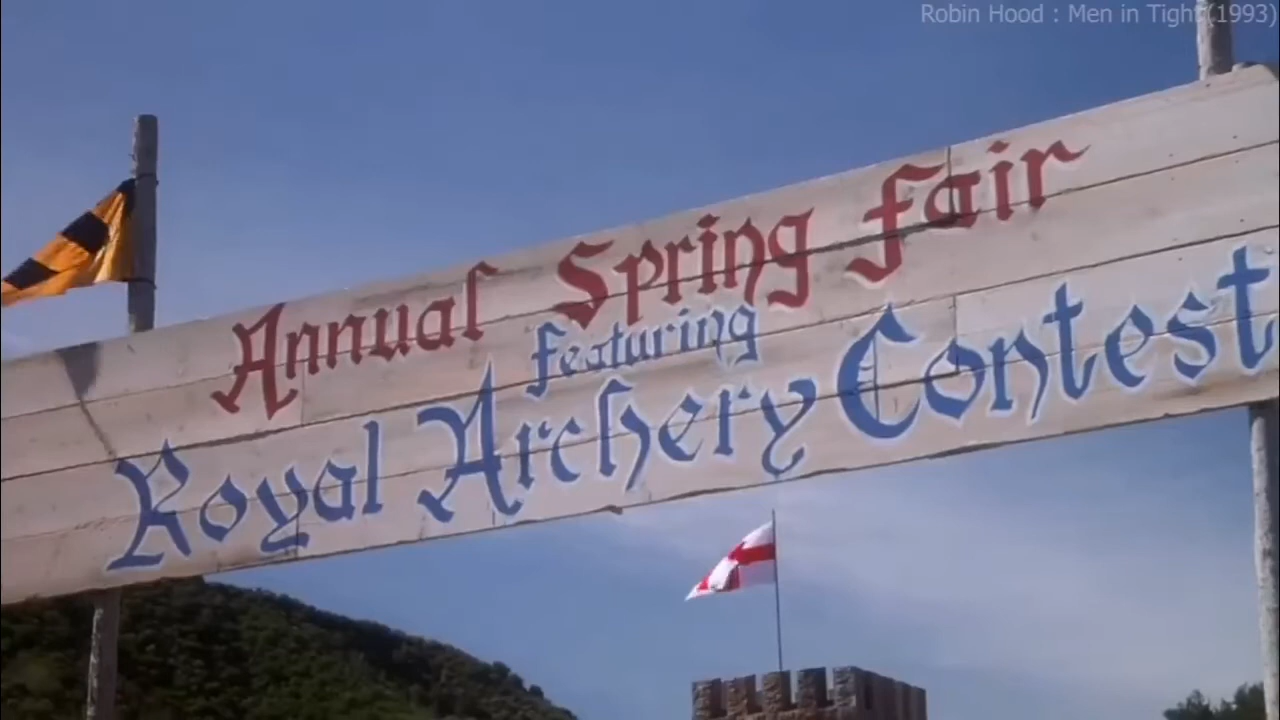 Robin Hood : Men in Tight (1993)
Annual Spring Fair
featuring
Royal Archery Contest